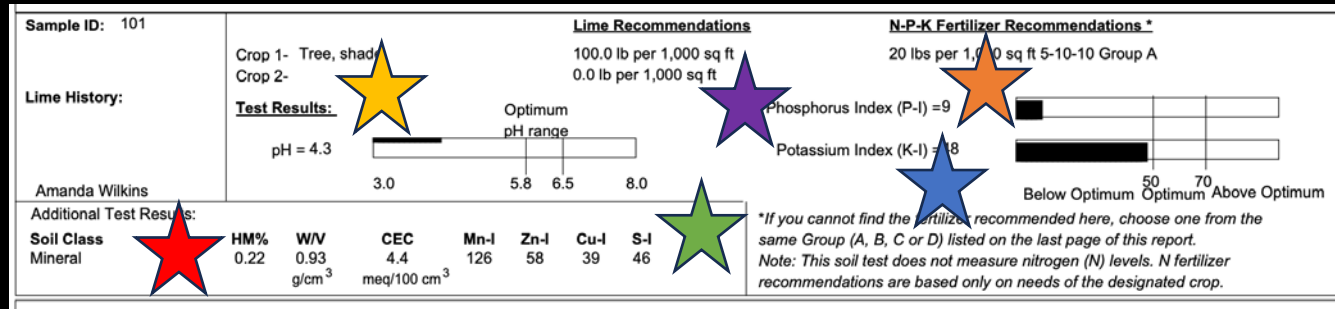 Sample ID: 101
Lime Recommendations
N-P-K Fertilizer Recommendations *
Crop 1- Tree, shade
100.0 lb per 1,000 sq ft
20 lbs per 1,000 sq ft 5-10-10 Group A
Crop 2-
0.0 lb per 1,000 sq ft
Lime History:
Test Results:
Optimum
pH range
pH = 4.3
3.0 5.8 6.5 8.0
Phosphorus Index (P-I) =9
Potassium Index (K-I)
50 70
Below Optimum Optimum Above Optimum
Amanda Wilkins
Additional Test Results:
Soil Class HM% W/V CEC Mn-I Zn-I Cu-I S-I
Mineral 0.22 0.93 4.4 126 58 39 46
g/cm³ meq/100 cm³
*If you cannot find the fertilizer recommended here, choose one from the
same Group (A, B, C or D) listed on the last page of this report.
Note: This soil test does not measure nitrogen (N) levels. N fertilizer
recommendations are based only on needs of the designated crop.